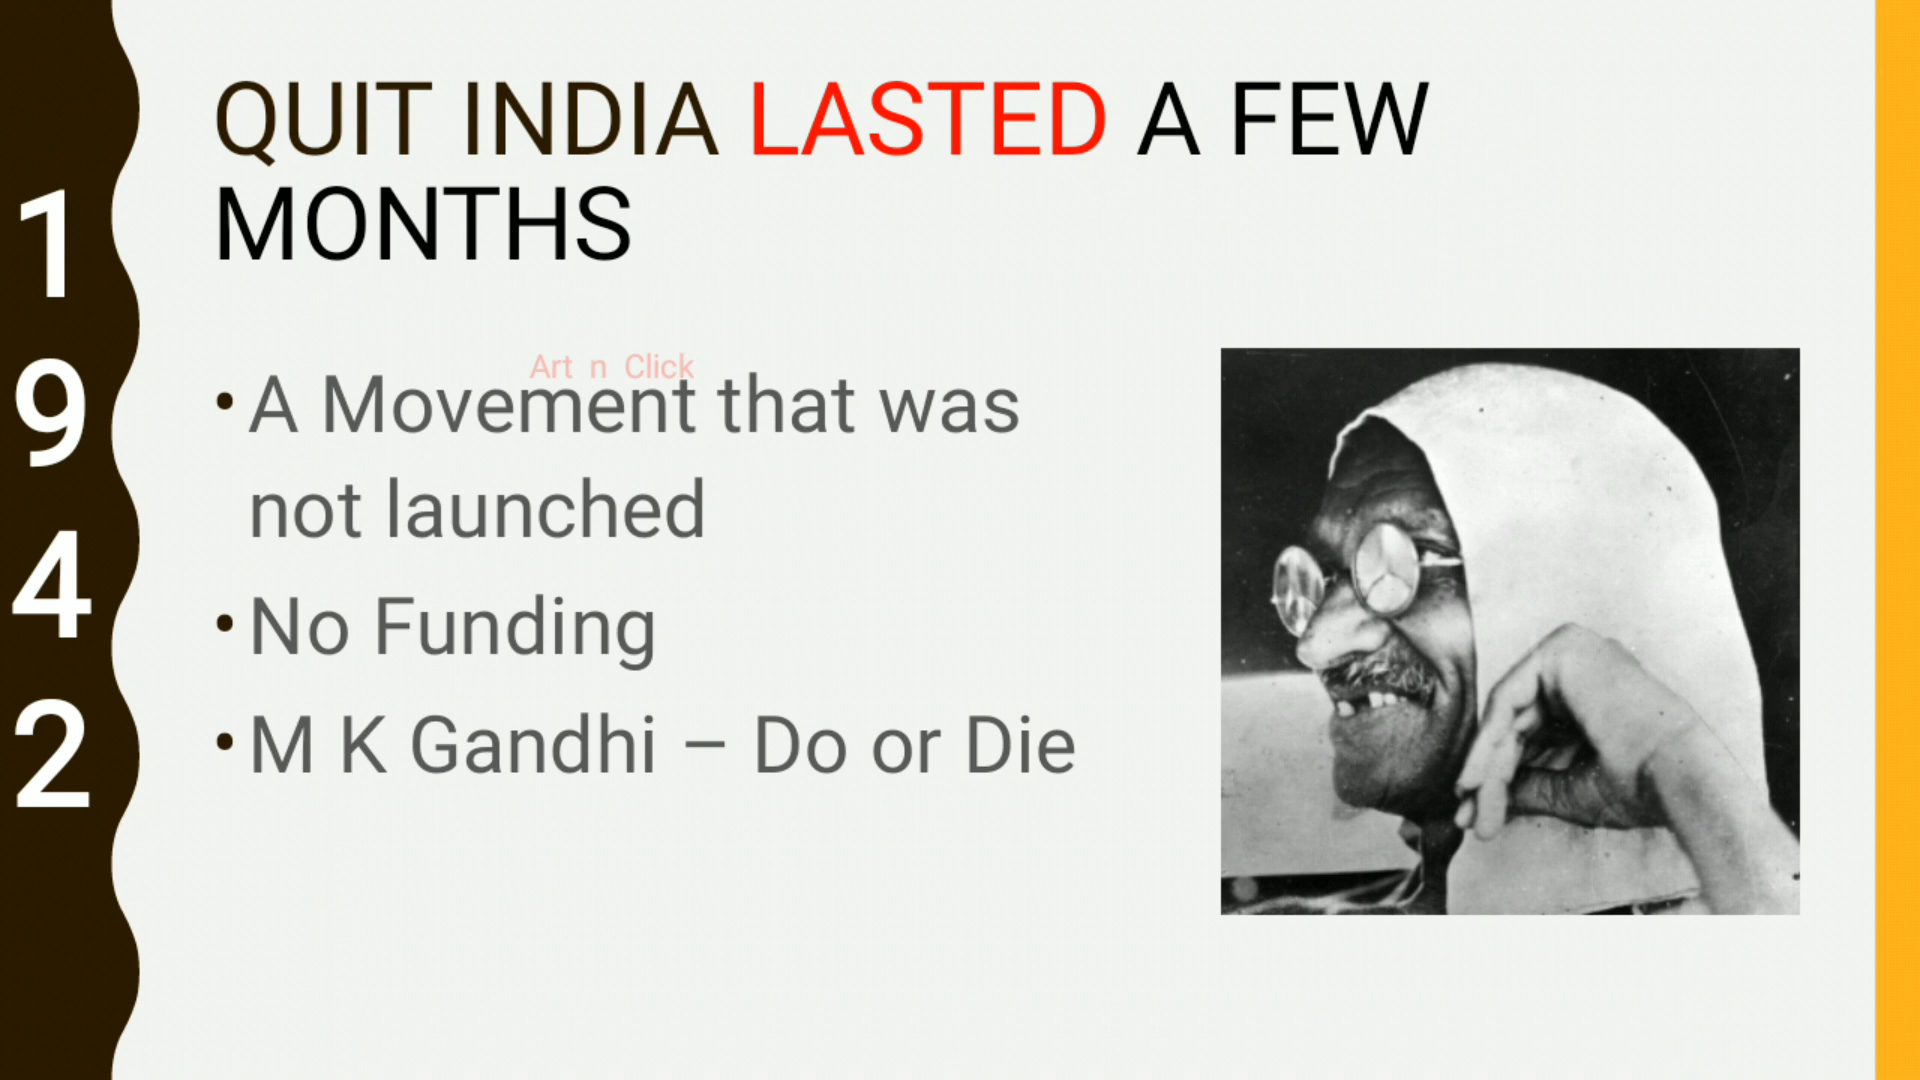 QUIT INDIA LASTED A FEW
MONTHS
1
9
4
2
Art n Click
•A Movement that was
not launched
•No Funding
•M K Gandhi – Do or Die